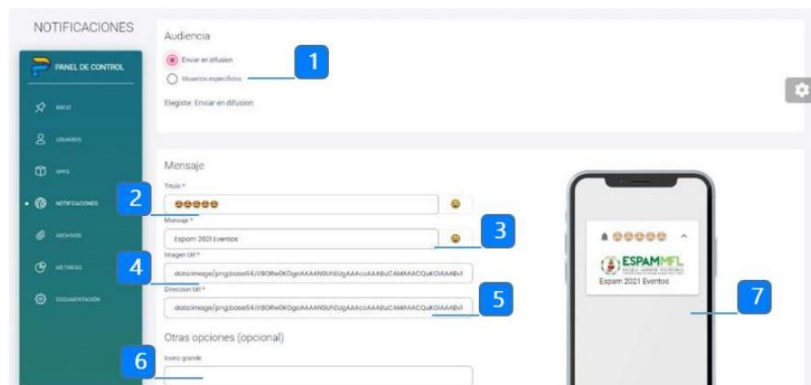 NOTIFICACIONES
PANEL DE CONTROL
INICIO
USUARIOS
APPS
NOTIFICACIONES
ARCHIVOS
METRICAS
DOCUMENTACIÓN
Audiencia
Enviar en difusion
Usuarios especificos
1
Elegiste: Enviar en difusion
Mensaje
Titulo *
2
Mensaje *
Espam 2021 Eventos
3
Imagen Url *
4
Direccion Url *
5
Otras opciones (opcional)
Icono grande
6
ESPAMMFL
Espam 2021 Eventos
7